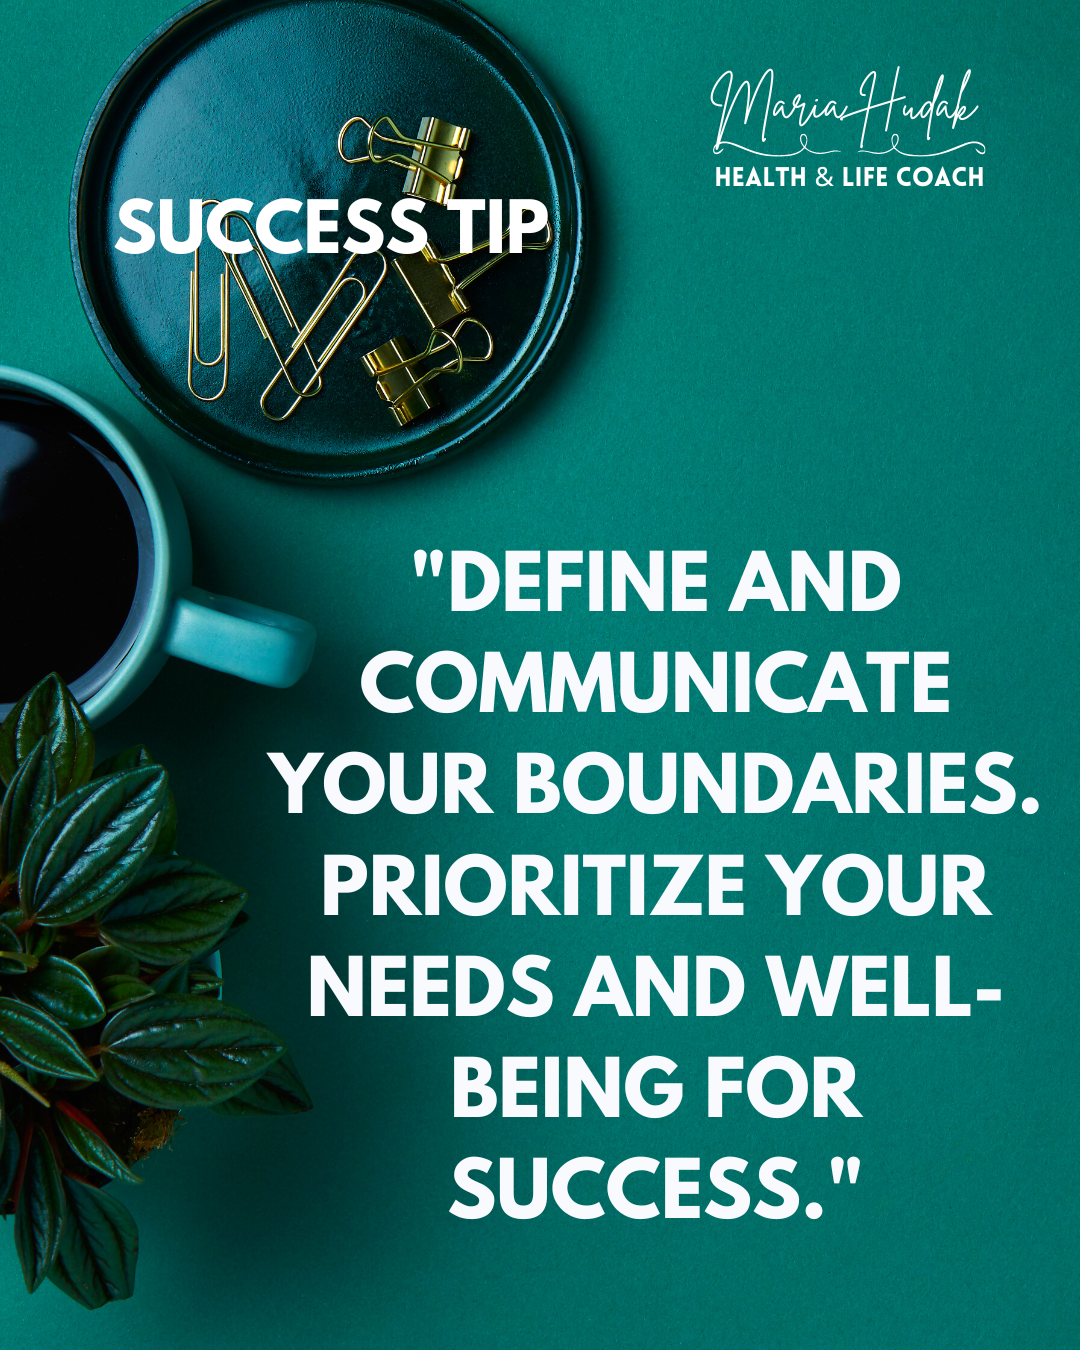 Maria Hudak
HEALTH & LIFE COACH
SUCCESS TIP
"DEFINE AND
COMMUNICATE
YOUR BOUNDARIES.
PRIORITIZE YOUR
NEEDS AND WELL-
BEING FOR
SUCCESS."